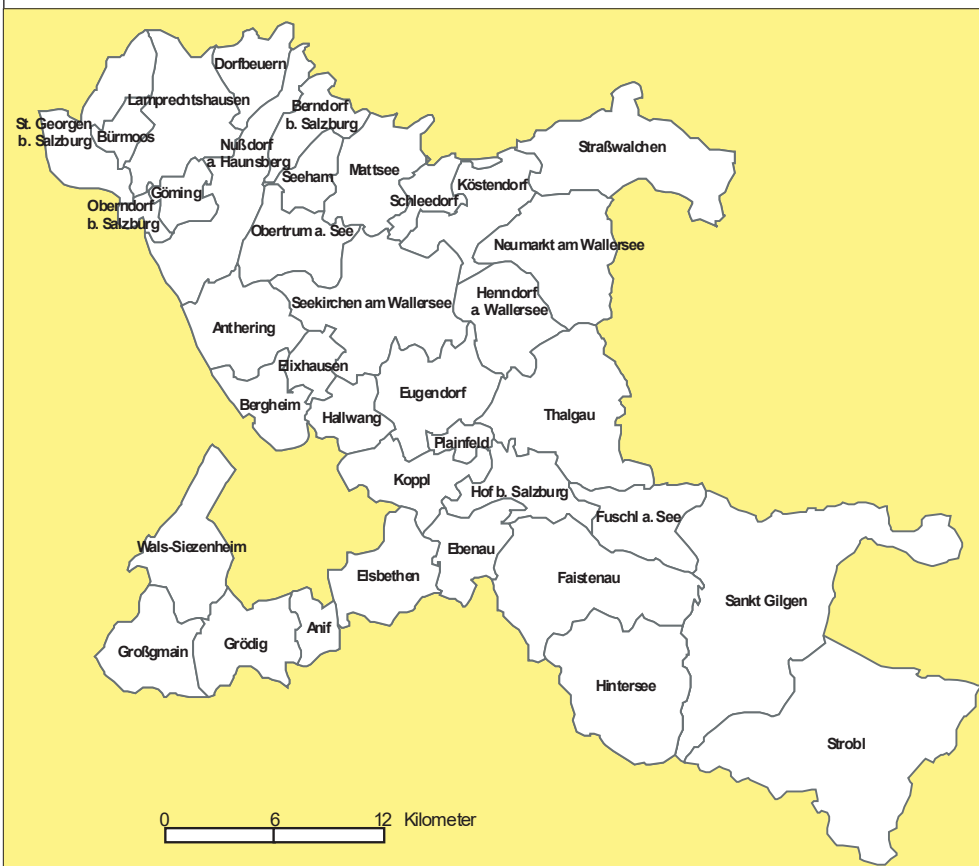 Dorfbeuern
Lamprechtshausen
Berndorf
b. Salzburg
St. Georgen
b. Salzburg
Bürmoos
Nußdorf
a. Haunsberg
Straßwalchen
Seeham
Mattsee
Köstendorf
Göming
Schleedorf
Oberndorf
b. Salzburg
Obertrum a. See
Neumarkt am Wallersee
Seekirchen am Wallersee
Henndorf
a. Wallersee
Anthering
Elixhausen
Eugendorf
Bergheim
Hallwang
Thalgau
Plainfeld
Koppl
Hof b. Salzburg
Fuschl a. See
Wals-Siezenheim
Ebenau
Elsbethen
Faistenau
Sankt Gilgen
Anif
Grödig
Großgmain
Hintersee
Strobl
0 6 12 Kilometer